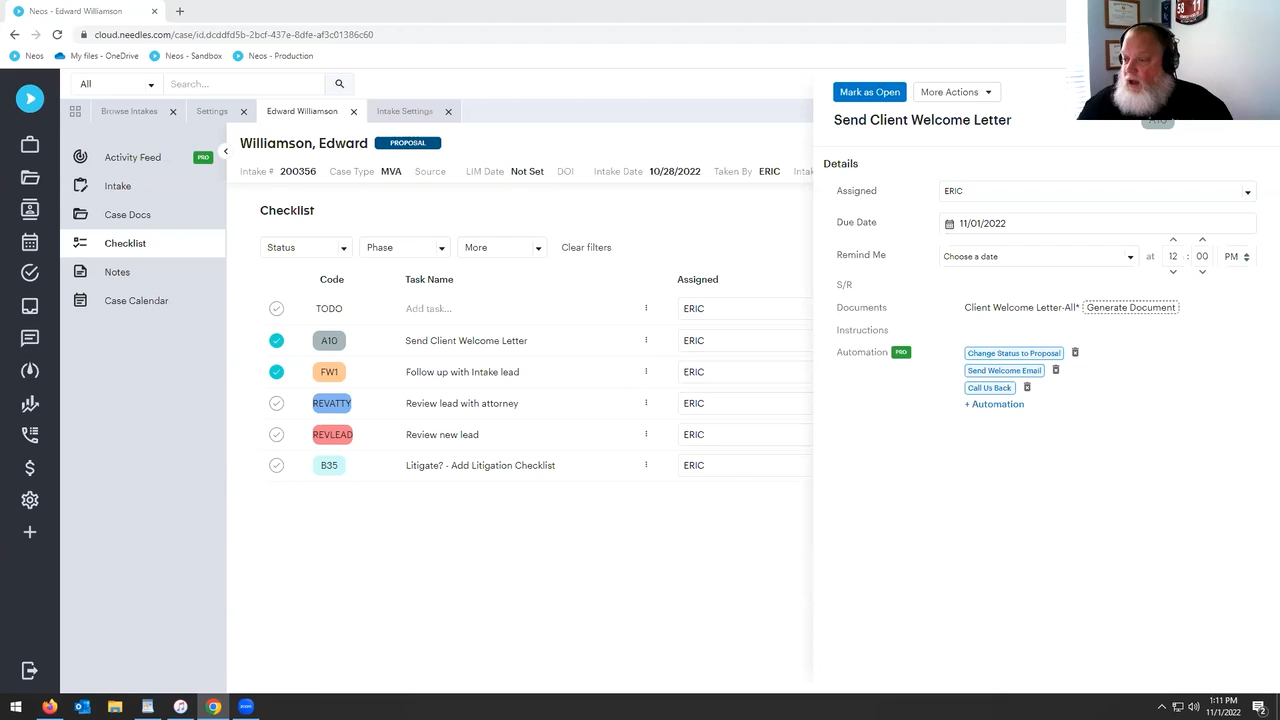 Neos - Edward Williamson
cloud.needles.com/case/id,dcddfd5b-2bcf-437e-8dfe-af3c01386c60
Neos
My files - OneDrive
Neos - Sandbox
Neos - Production
58 11
All
Search...
Browse Intakes
Settings
Edward Williamson
Intake Settings
Mark as Open
More Actions
Send Client Welcome Letter
A10
Activity Feed
PRO
Intake
Case Docs
Checklist
Notes
Case Calendar
Williamson, Edward
PROPOSAL
Intake # 200356 Case Type MVA Source LIM Date Not Set DOI Intake Date 10/28/2022 Taken By ERIC Intak
Checklist
Status
Phase
More
Clear filters
Code Task Name Assigned
TODO Add task... ERIC
A10 Send Client Welcome Letter ERIC
FW1 Follow up with Intake lead ERIC
REVATTY Review lead with attorney ERIC
REVLEAD Review new lead ERIC
B35 Litigate? - Add Litigation Checklist ERIC
Details
Assigned ERIC
Due Date 11/01/2022
Remind Me Choose a date at 12 : 00 PM
S/R
Documents Client Welcome Letter-All* Generate Document
Instructions
Automation PRO Change Status to Proposal
Send Welcome Email
Call Us Back
+ Automation
zoom
1:11 PM
11/1/2022
2